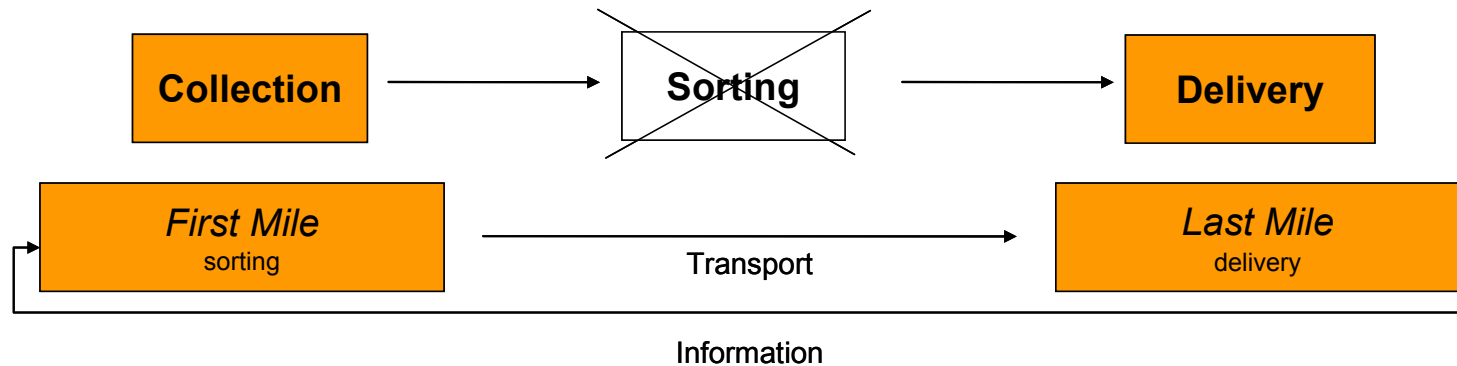 Collection
Sorting
Delivery
First Mile
sorting
Transport
Last Mile
delivery
Information